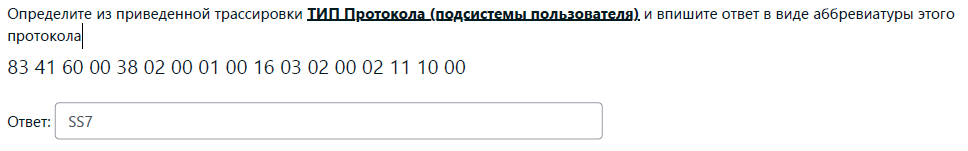 Определите из приведенной трассировки ТИП Протокола (подсистемы пользователя) и впишите ответ в виде аббревиатуры этого
протокола
83 41 60 00 38 02 00 01 00 16 03 02 00 02 11 10 00
Ответ: SS7